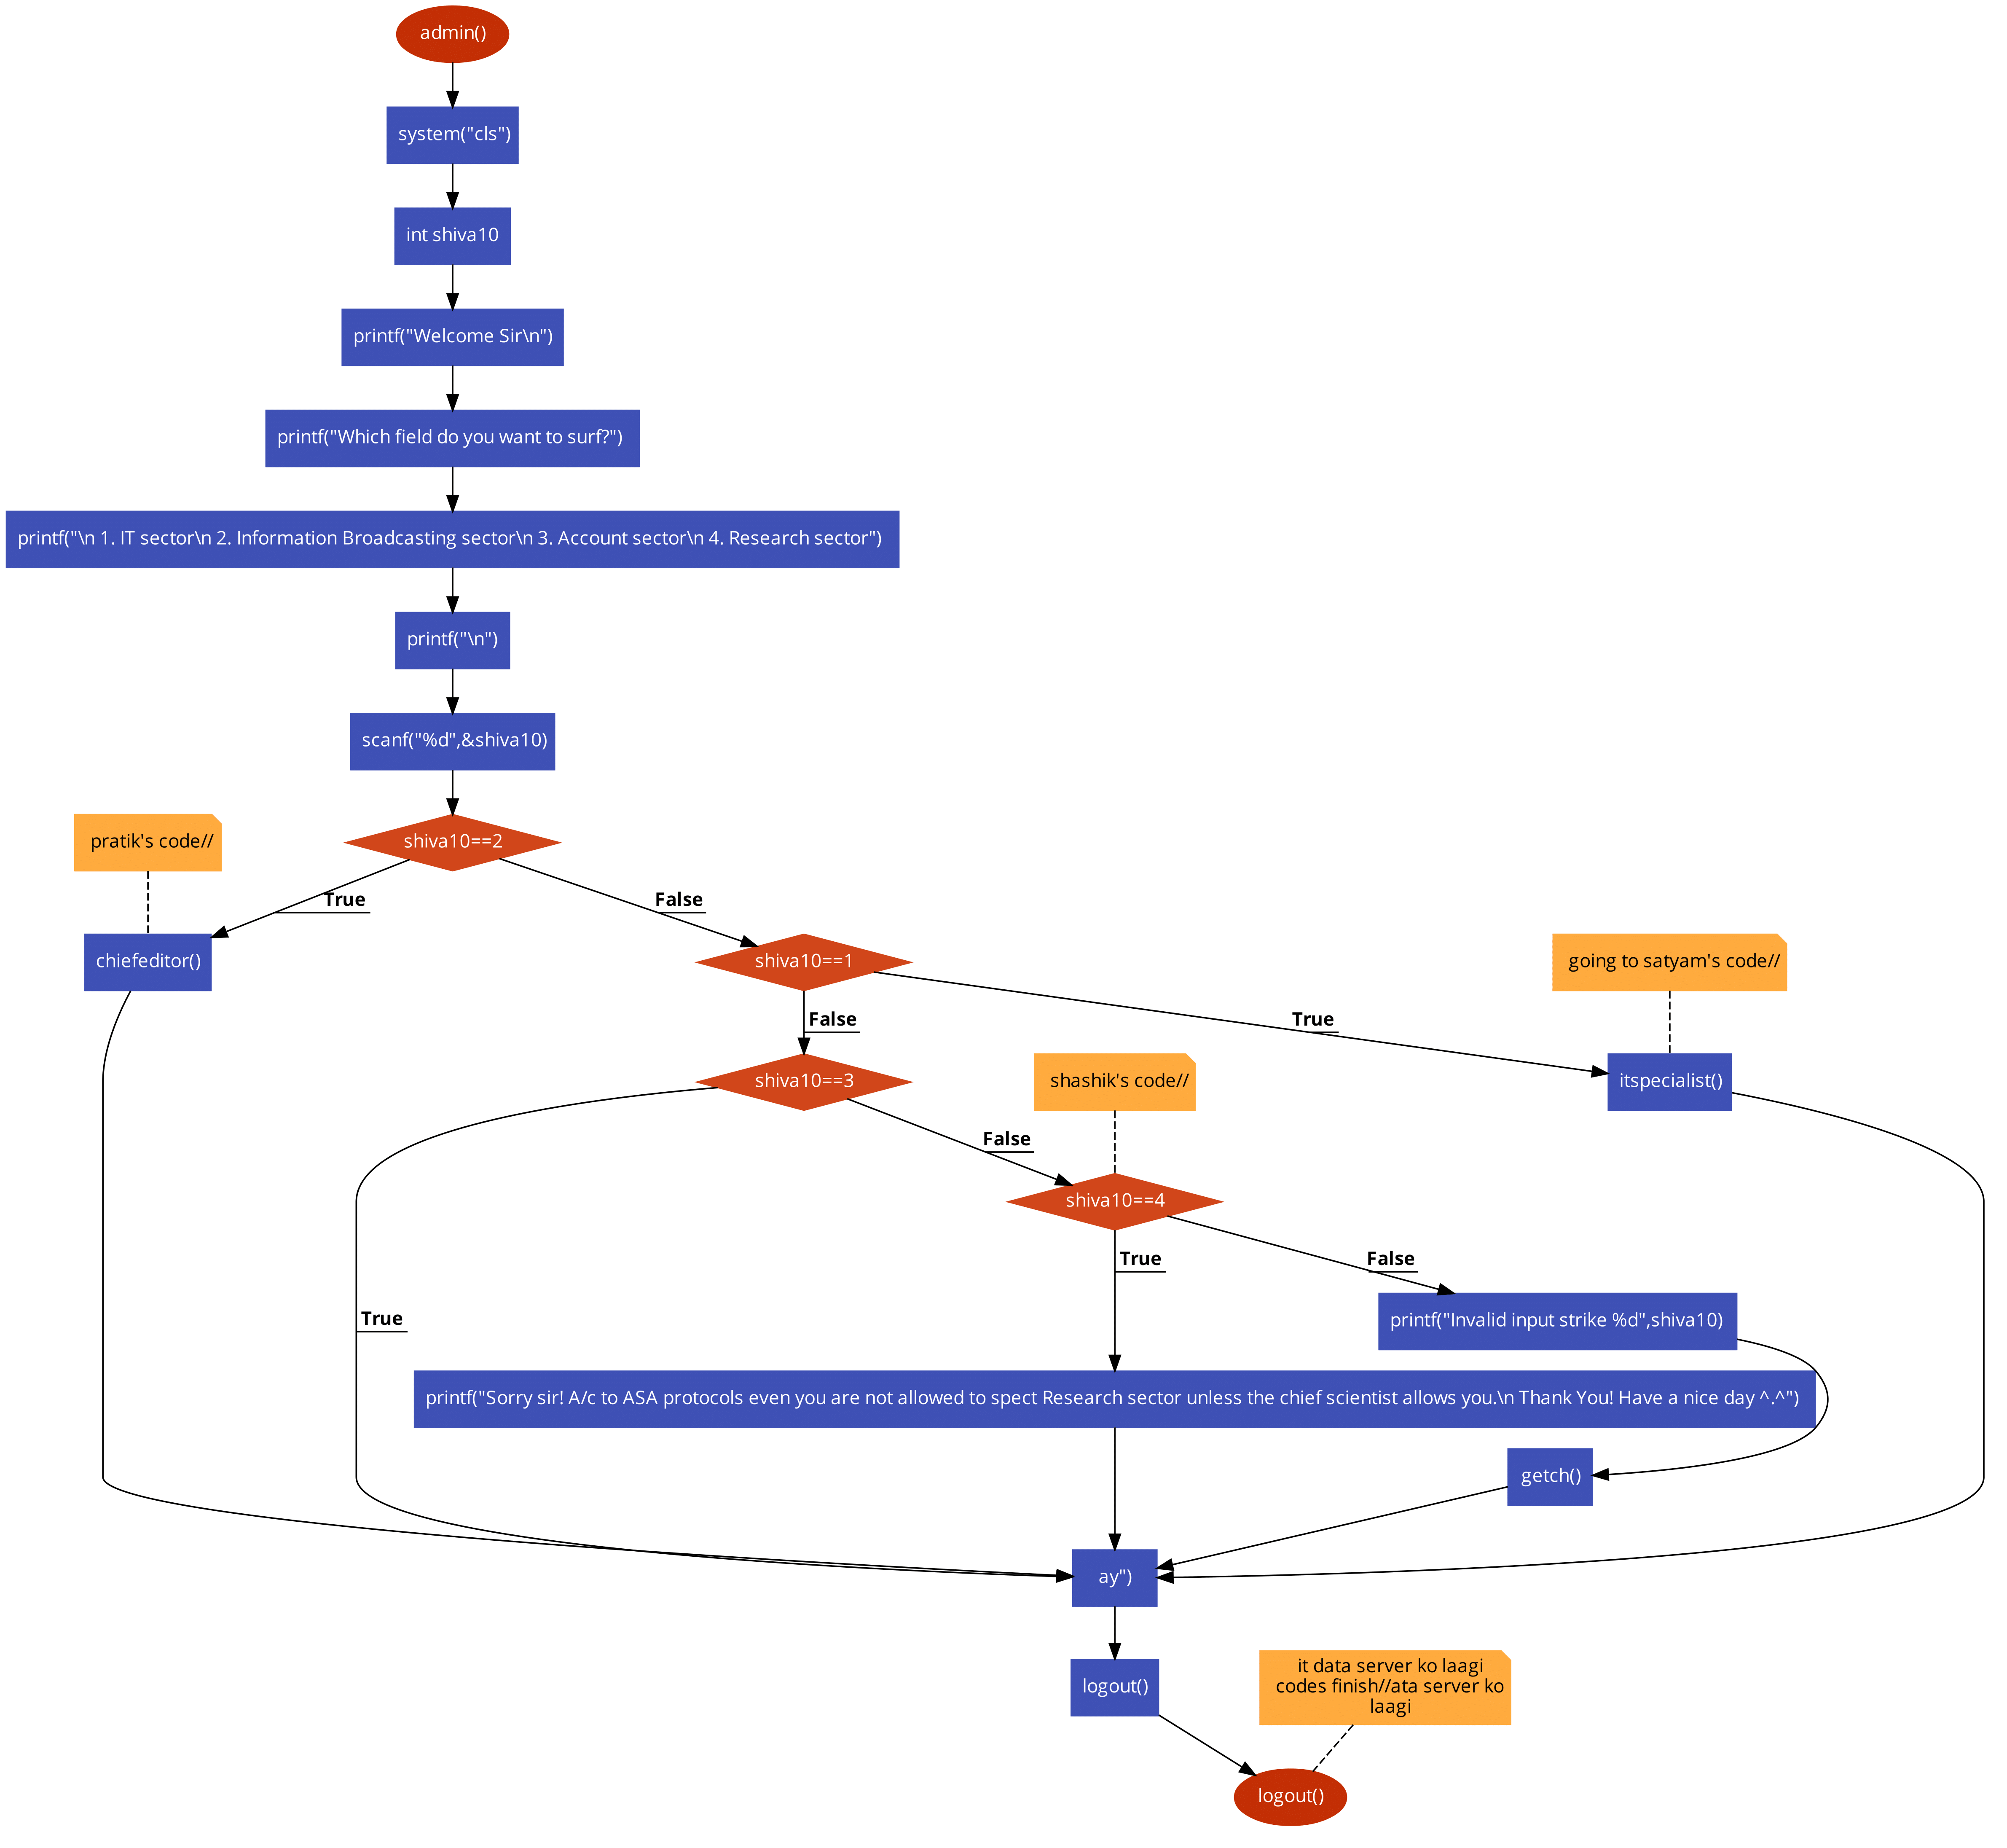 admin()
system("cls")
int shiva10
printf("Welcome Sir\n")
printf("Which field do you want to surf?")
printf("\n 1. IT sector\n 2. Information Broadcasting sector\n 3. Account sector\n 4. Research sector")
printf("\n")
scanf("%d",&shiva10)
pratik's code//
shiva10==2
True
False
chiefeditor()
shiva10==1
going to satyam's code//
False
True
shiva10==3
shashik's code//
itspecialist()
False
shiva10==4
True
False
True
printf("Invalid input strike %d",shiva10)
printf("Sorry sir! A/c to ASA protocols even you are not allowed to spect Research sector unless the chief scientist allows you.\n Thank You! Have a nice day ^.^")
getch()
ay")
logout()
it data server ko laagi
codes finish//ata server ko
laagi
logout()